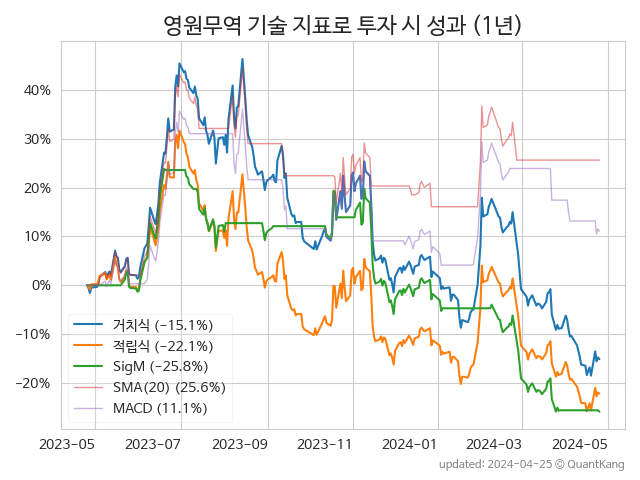 영원무역 기술 지표로 투자 시 성과 (1년)
40%
30%
20%
10%
0%
−10%
−20%
거치식 (−15.1%)
적립식 (−22.1%)
SigM (−25.8%)
SMA(20) (25.6%)
MACD (11.1%)
2023-05 2023-07 2023-09 2023-11 2024-01 2024-03 2024-05
updated: 2024-04-25 ⓒ QuantKang